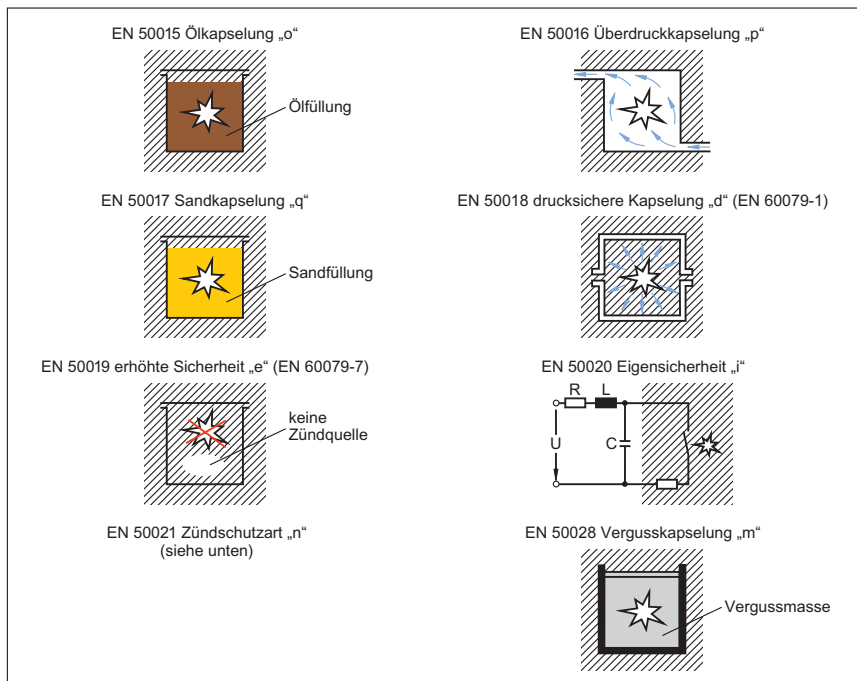 EN 50015 Ölkapselung „o“
Ölfüllung
EN 50016 Überdruckkapselung „p“
EN 50017 Sandkapselung „q“
Sandfüllung
EN 50018 drucksichere Kapselung „d“ (EN 60079-1)
EN 50019 erhöhte Sicherheit „e“ (EN 60079-7)
keine
Zündquelle
EN 50020 Eigensicherheit „i“
R L
U C
EN 50021 Zündschutzart „n“
(siehe unten)
EN 50028 Vergusskapselung „m“
Vergussmasse